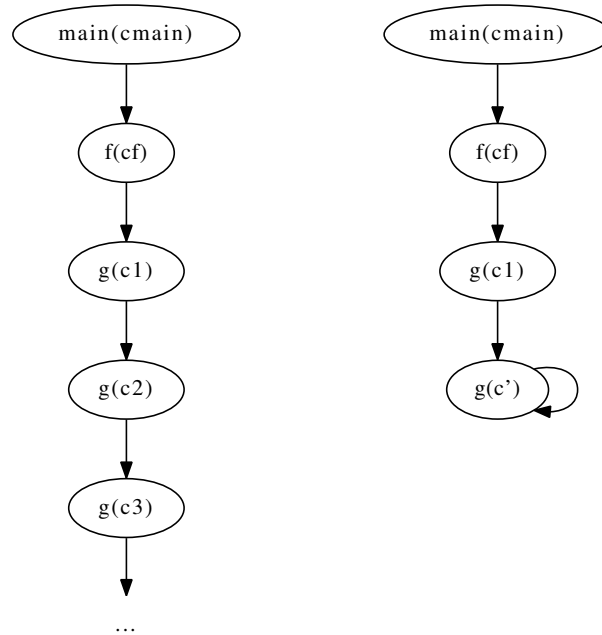 main(cmain)
f(cf)
g(c1)
g(c2)
g(c3)
...
main(cmain)
f(cf)
g(c1)
g(c’)